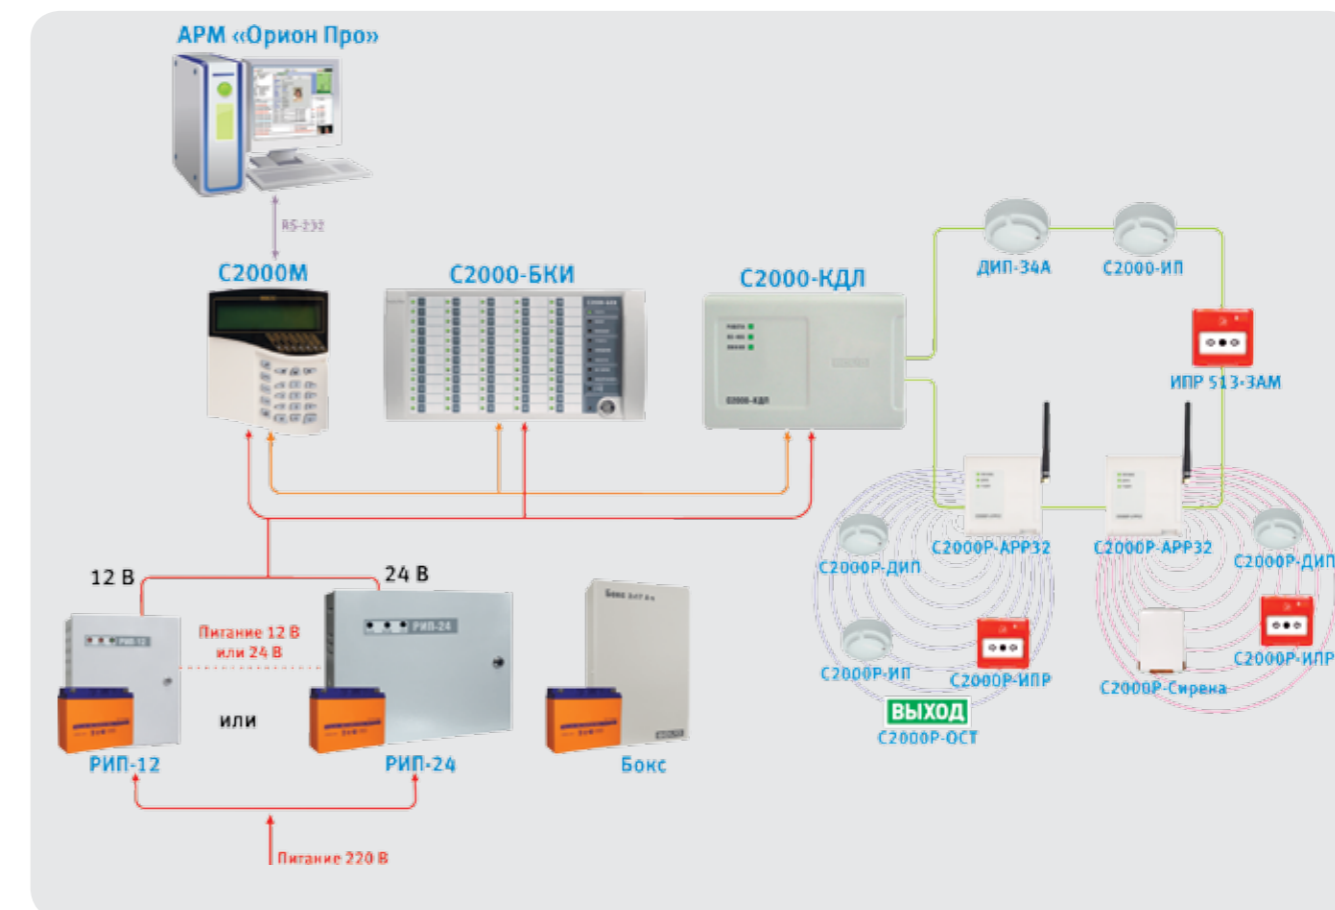 АРМ «Орион Про»
RS-232
С2000М
С2000-БКИ
С2000-КДЛ
С2000-КДЛ
ДИП-34А
С2000-ИП
ИПР 513-3АМ
С2000Р-АРР32
С2000Р-АРР32
С2000Р-ДИП
С2000Р-ДИП
С2000Р-ИП
С2000Р-ИПР
С2000Р-Сирена
С2000Р-ИПР
ВЫХОД
С2000Р-ОСТ
12 В
24 В
РИП-12
Питание 12 В
или 24 В
РИП-24
Бокс
или
РИП-12
РИП-24
Бокс
Питание 220 В